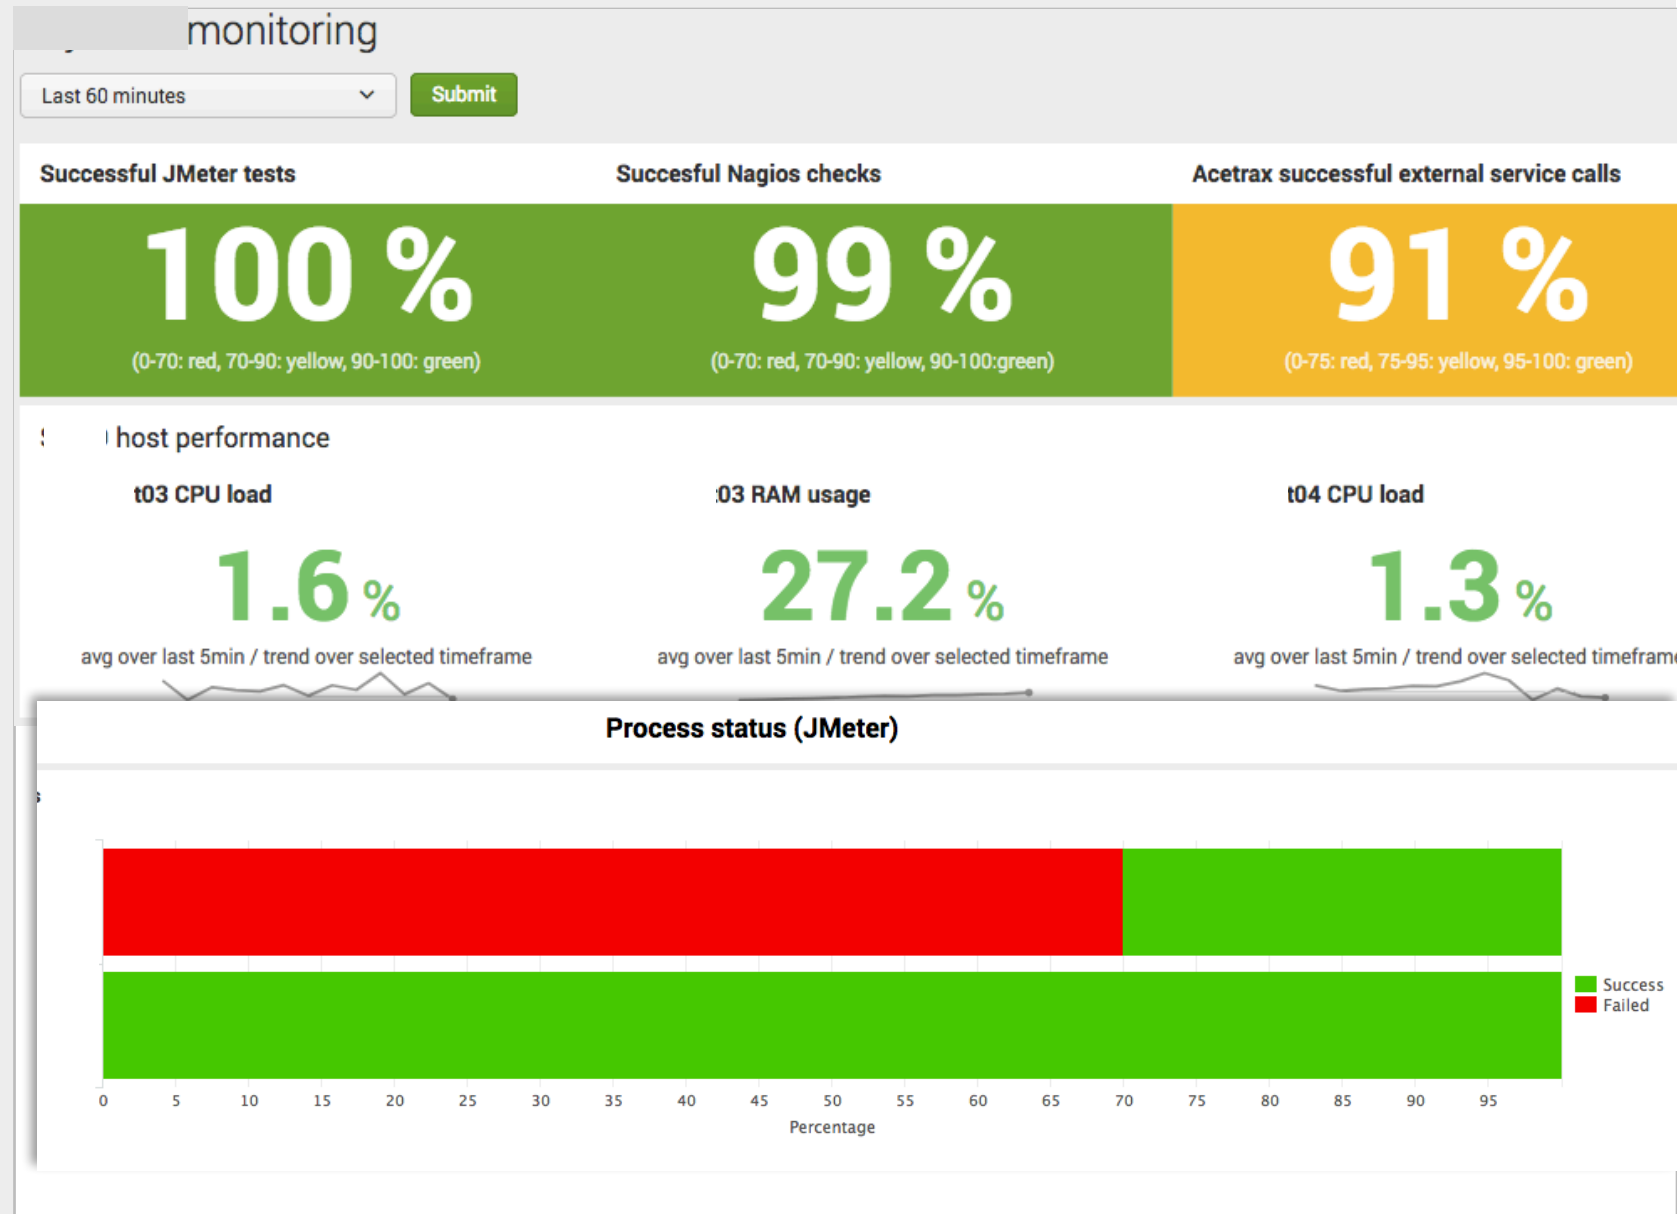 monitoring
Last 60 minutes
Submit
Successful JMeter tests
Succesful Nagios checks
Acetrax successful external service calls
100 %
99 %
91 %
(0-70: red, 70-90: yellow, 90-100: green)
(0-70: red, 70-90: yellow, 90-100:green)
(0-75: red, 75-95: yellow, 95-100: green)
host performance
t03 CPU load
:03 RAM usage
t04 CPU load
1.6 %
27.2 %
1.3 %
avg over last 5min / trend over selected timeframe
avg over last 5min / trend over selected timeframe
avg over last 5min / trend over selected timeframe
Process status (JMeter)
Success
Failed
0 5 10 15 20 25 30 35 40 45 50 55 60 65 70 75 80 85 90 95
Percentage